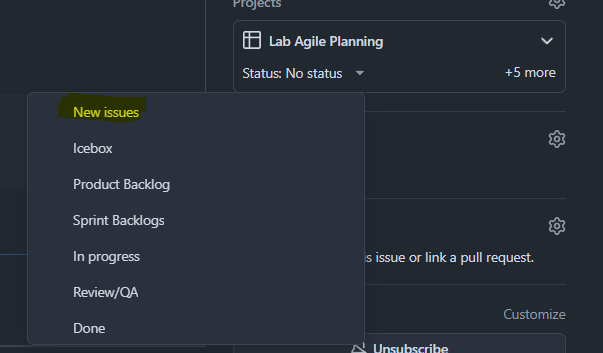 Projects
Lab Agile Planning
Status: No status
+5 more
New issues
Icebox
Product Backlog
Sprint Backlogs
In progress
is issue or link a pull request.
Review/QA
Customize
Done
Unsubscribe